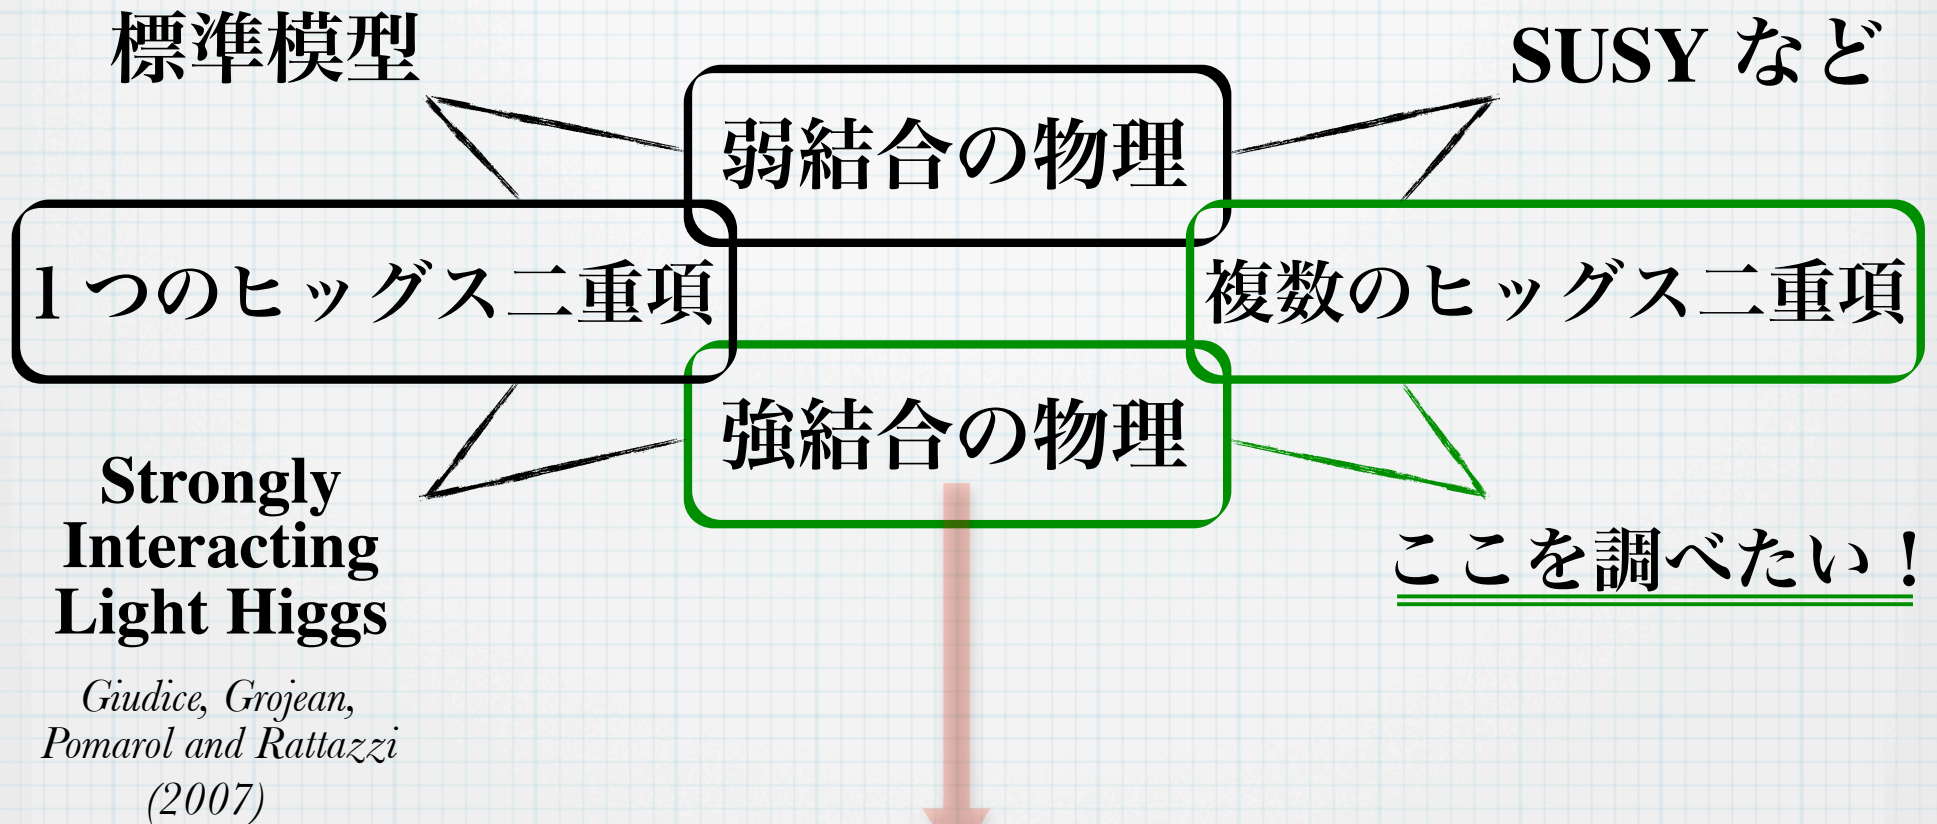 標準模型
SUSY など
弱結合の物理
1 つのヒッグス二重項
複数のヒッグス二重項
強結合の物理
Strongly
Interacting
Light Higgs
ここを調べたい！
Giudice, Grojean,
Pomarol and Rattazzi
(2007)